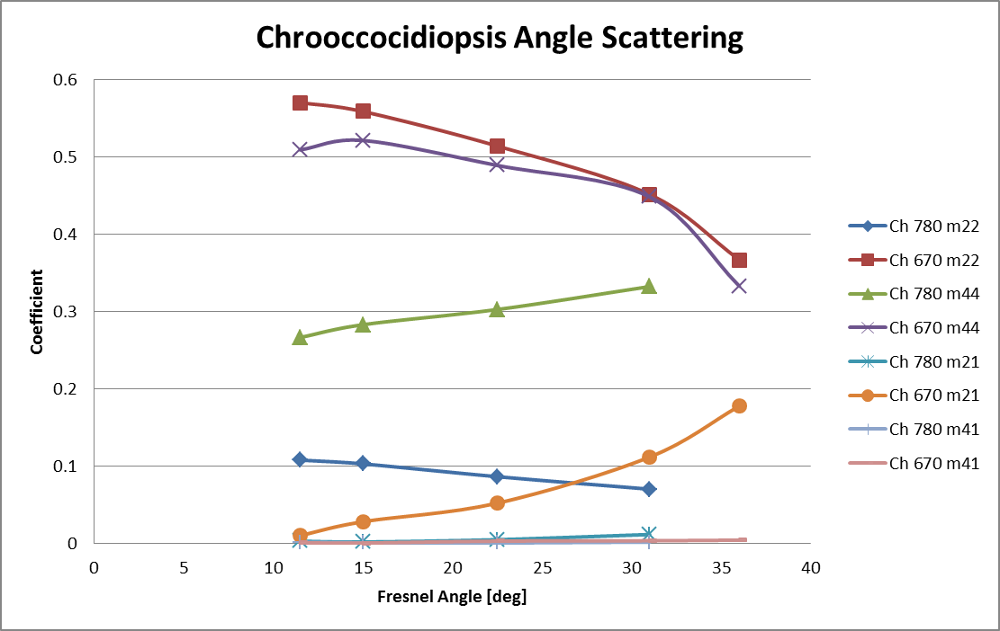 Chrooccocidiopsis Angle Scattering
0.6
0.5
0.4
0.3
0.2
0.1
0
Coefficient
0 5 10 15 20 25 30 35 40
Fresnel Angle [deg]
Ch 780 m22
Ch 670 m22
Ch 780 m44
Ch 670 m44
Ch 780 m21
Ch 670 m21
Ch 780 m41
Ch 670 m41